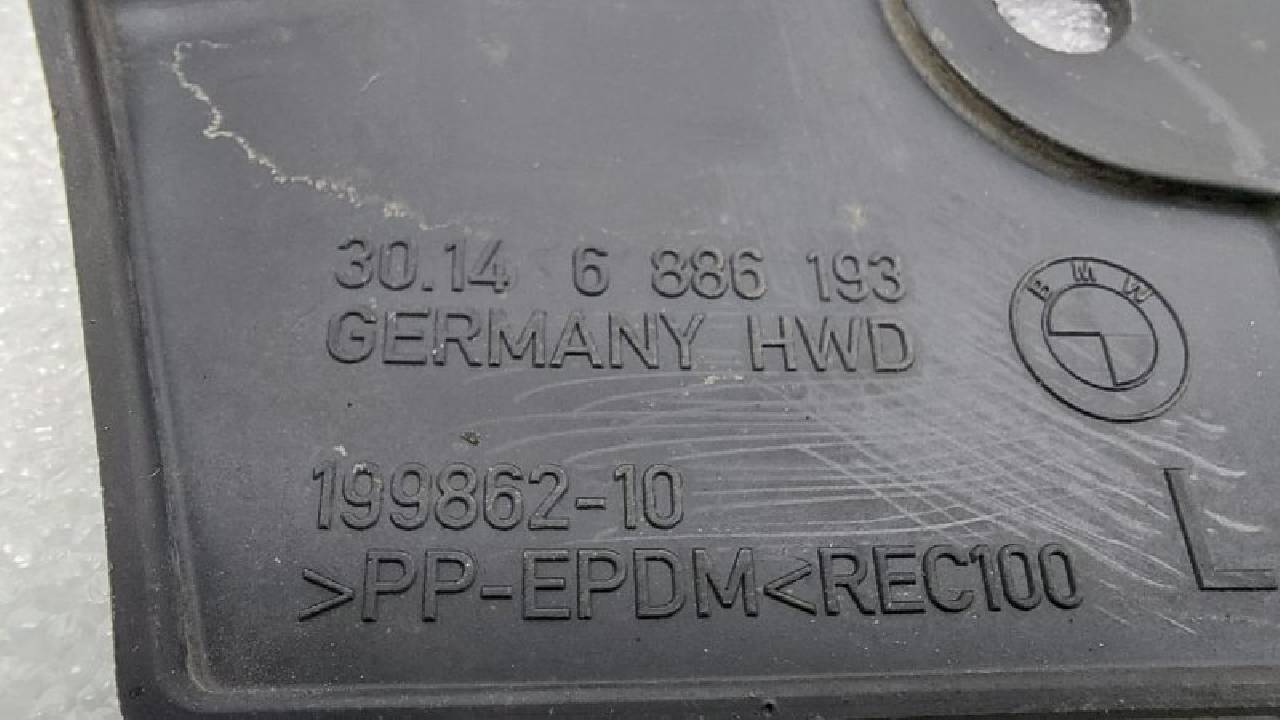 30.14 6 886 193
GERMANY HWD
BMW
199862-10
L
>PP-EPDM<REC100